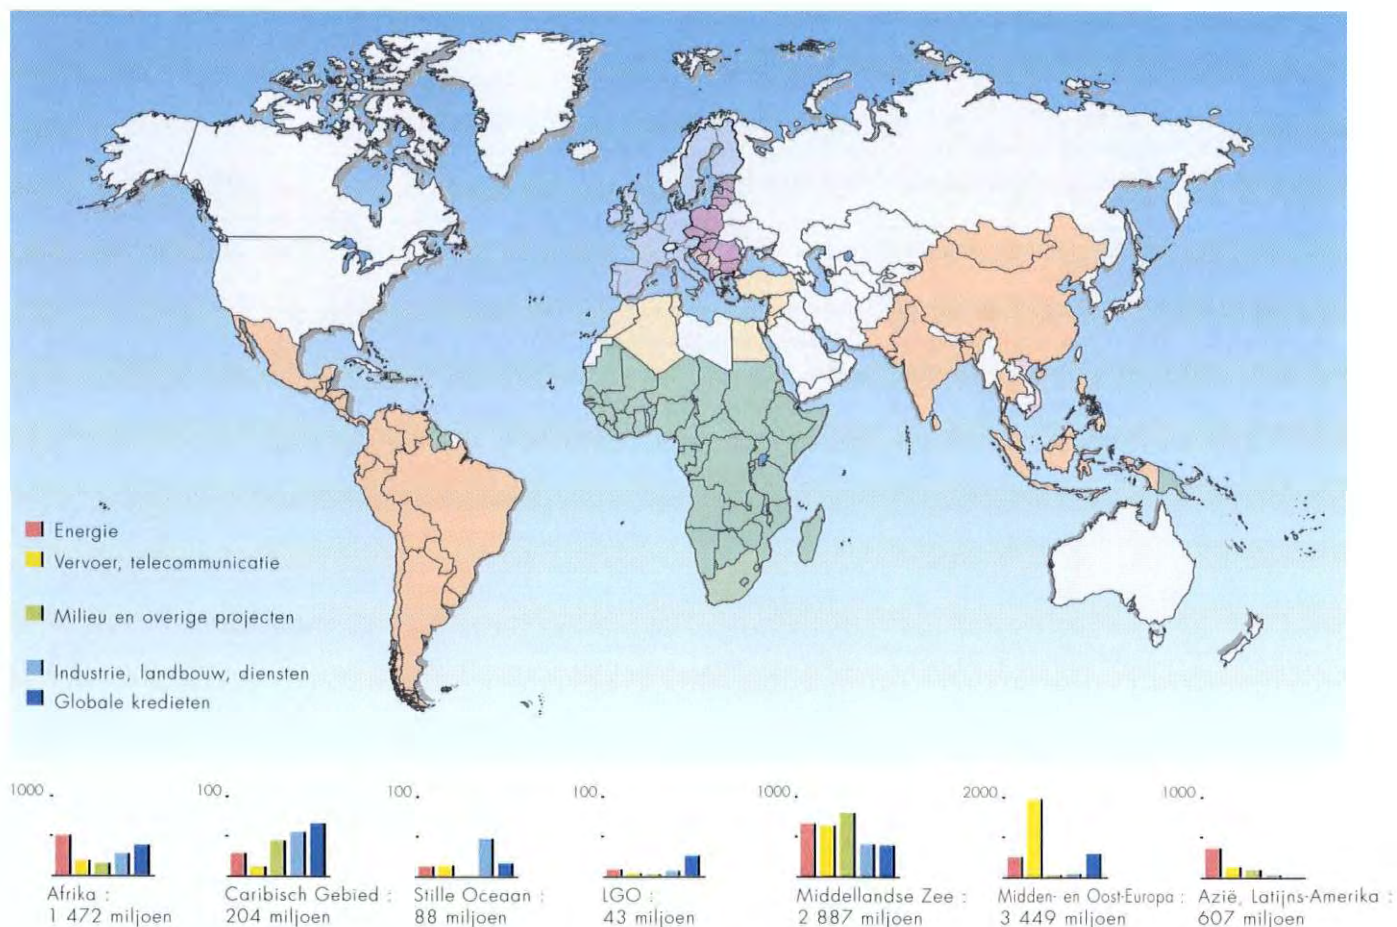 Energie
Vervoer, telecommunicatie
Milieu en overige projecten
Industrie, landbouw, diensten
Globale kredieten
1000
100
100
100
1000
2000
1000
Afrika :
1 472 miljoen
Caribisch Gebied :
204 miljoen
Stille Oceaan :
88 miljoen
LGO :
43 miljoen
Middellandse Zee :
2 887 miljoen
Midden- en Oost-Europa :
3 449 miljoen
Azië, Latijns-Amerika :
607 miljoen